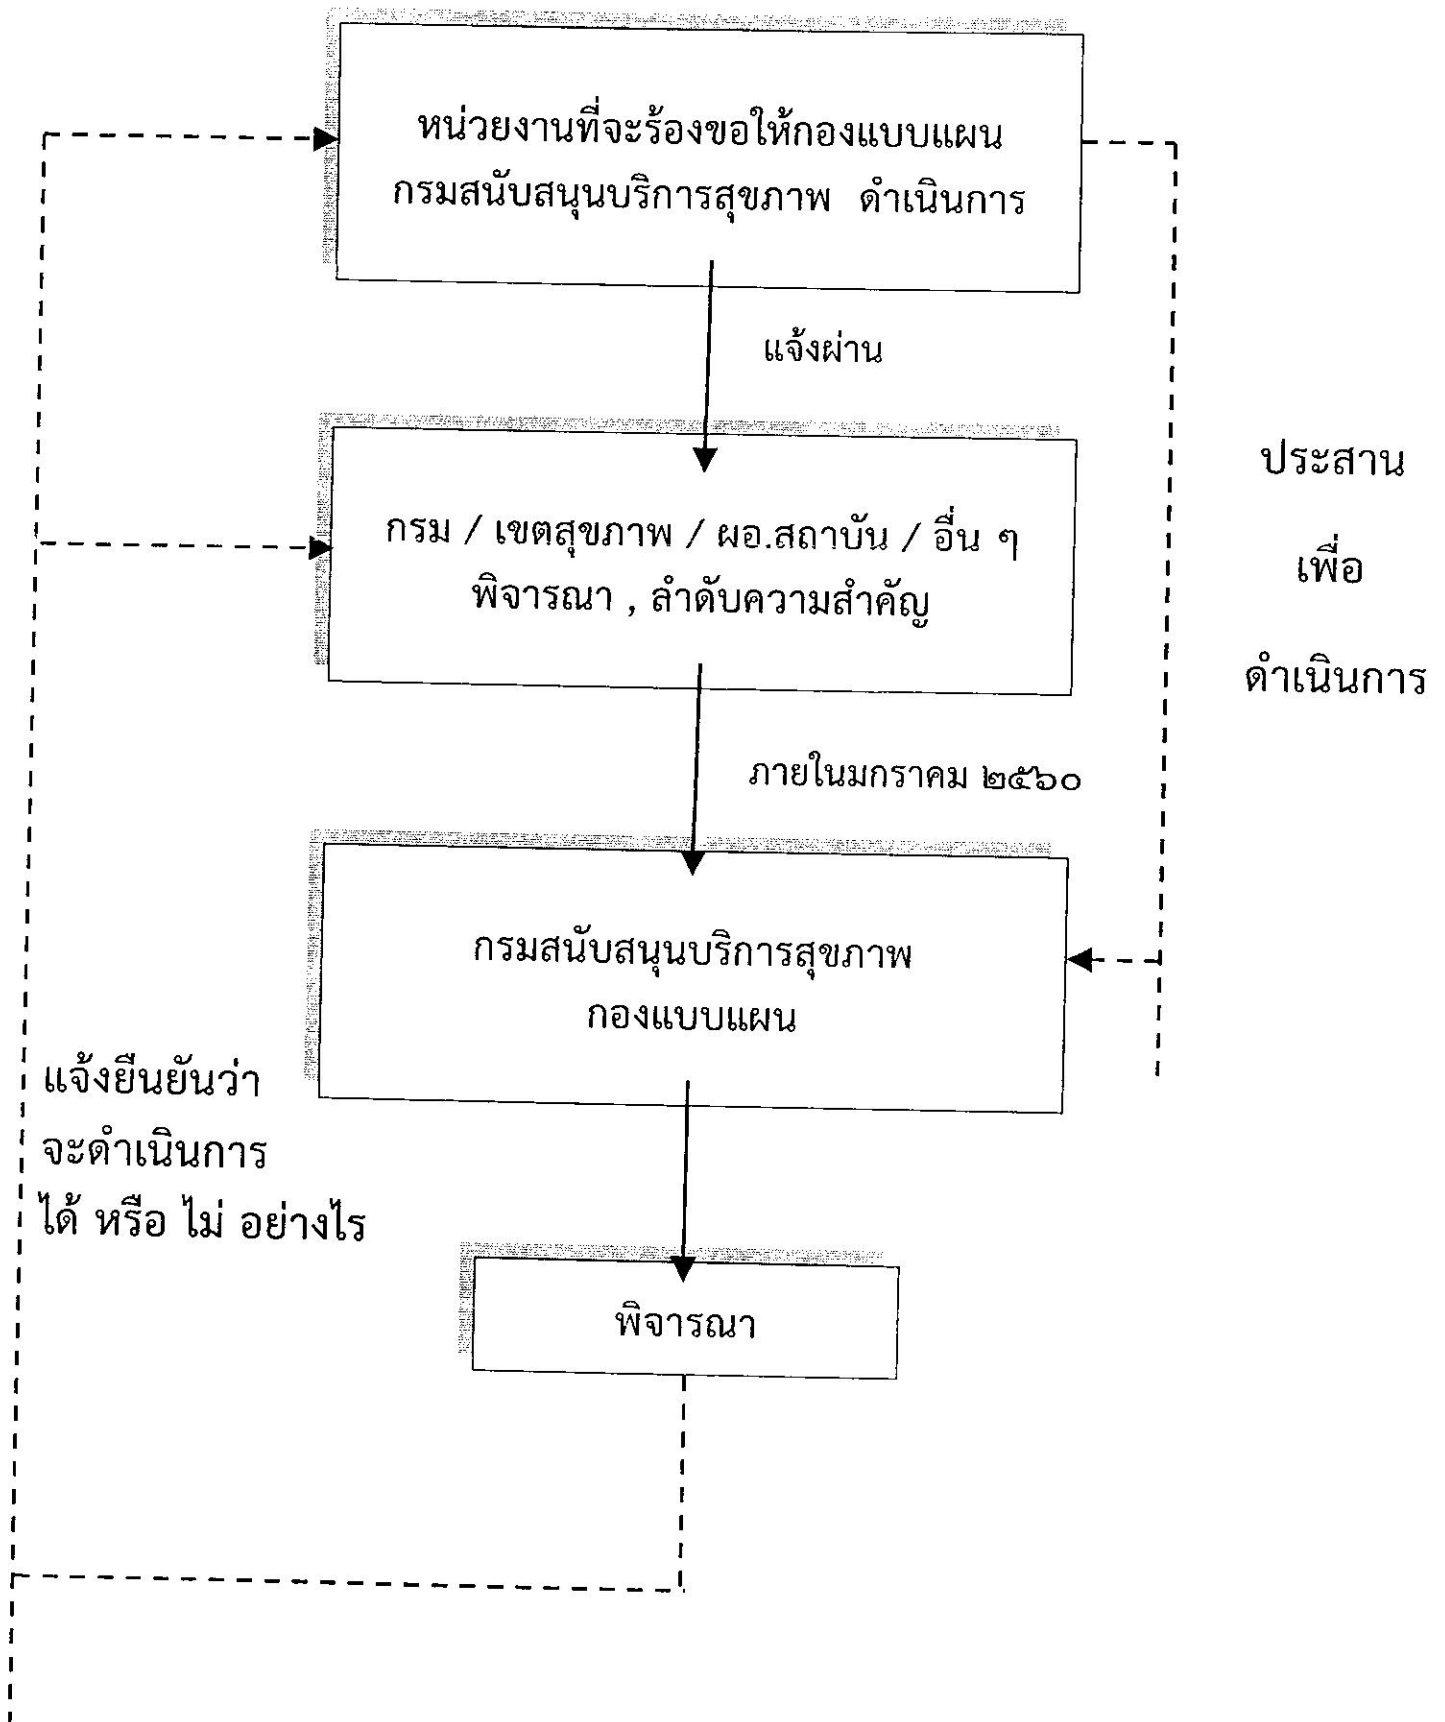 หน่วยงานที่จะร้องขอให้กองแบบแผน
กรมสนับสนุนบริการสุขภาพ ดำเนินการ
แจ้งผ่าน
กรม / เขตสุขภาพ / ผอ.สถาบัน / อื่น ๆ
พิจารณา , ลำดับความสำคัญ
ประสาน
เพื่อ
ดำเนินการ
ภายในมกราคม ๒๕๖๐
กรมสนับสนุนบริการสุขภาพ
กองแบบแผน
แจ้งยืนยันว่า
จะดำเนินการ
ได้ หรือ ไม่ อย่างไร
พิจารณา